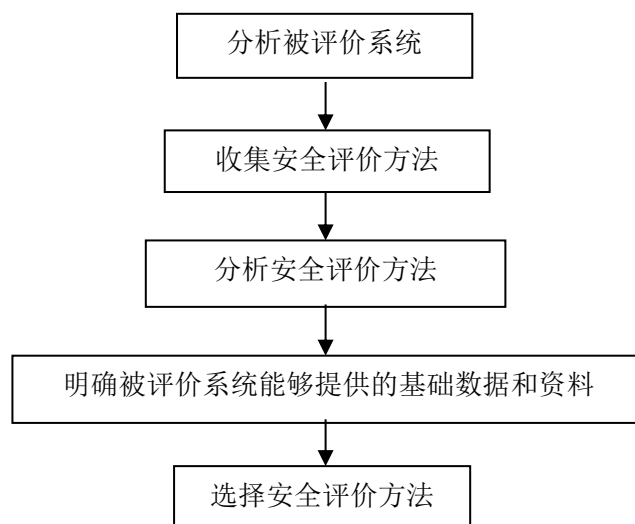 分析被评价系统
收集安全评价方法
分析安全评价方法
明确被评价系统能够提供的基础数据和资料
选择安全评价方法